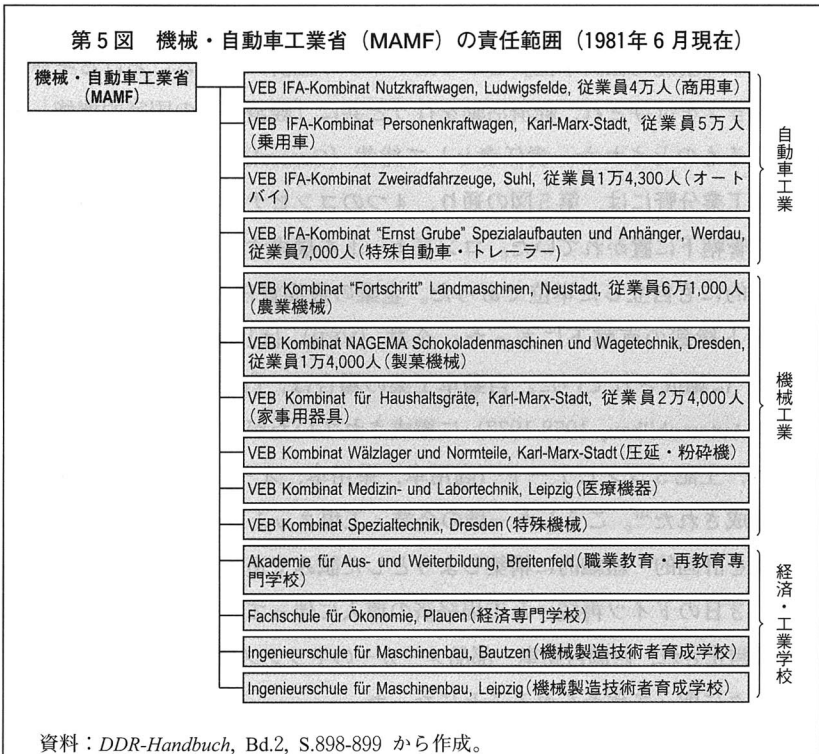 第5図 機械・自動車工業省（MAMF）の責任範囲（1981年6月現在）
機械・自動車工業省
(MAMF)
VEB IFA-Kombinat Nutzkraftwagen, Ludwigsfelde, 従業員4万人(商用車)
VEB IFA-Kombinat Personenkraftwagen, Karl-Marx-Stadt, 従業員5万人
(乗用車)
VEB IFA-Kombinat Zweiradfahrzeuge, Suhl, 従業員1万4,300人(オート
バイ)
VEB IFA-Kombinat “Ernst Grube” Spezialaufbauten und Anhänger, Werdau,
従業員7,000人(特殊自動車・トレーラー)
自動車工業
VEB Kombinat “Fortschritt” Landmaschinen, Neustadt, 従業員6万1,000人
(農業機械)
VEB Kombinat NAGEMA Schokoladenmaschinen und Wagetechnik, Dresden,
従業員1万4,000人(製菓機械)
VEB Kombinat für Haushaltsgräte, Karl-Marx-Stadt, 従業員2万4,000人
(家事用器具)
VEB Kombinat Wälzlager und Normteile, Karl-Marx-Stadt(圧延・粉砕機)
VEB Kombinat Medizin- und Labortechnik, Leipzig(医療機器)
VEB Kombinat Spezialtechnik, Dresden(特殊機械)
機械工業
Akademie für Aus- und Weiterbildung, Breitenfeld(職業教育・再教育専
門学校)
Fachschule für Ökonomie, Plauen(経済専門学校)
Ingenieurschule für Maschinenbau, Bautzen(機械製造技術者育成学校)
Ingenieurschule für Maschinenbau, Leipzig(機械製造技術者育成学校)
経済・工業学校
資料：DDR-Handbuch, Bd.2, S.898-899 から作成。